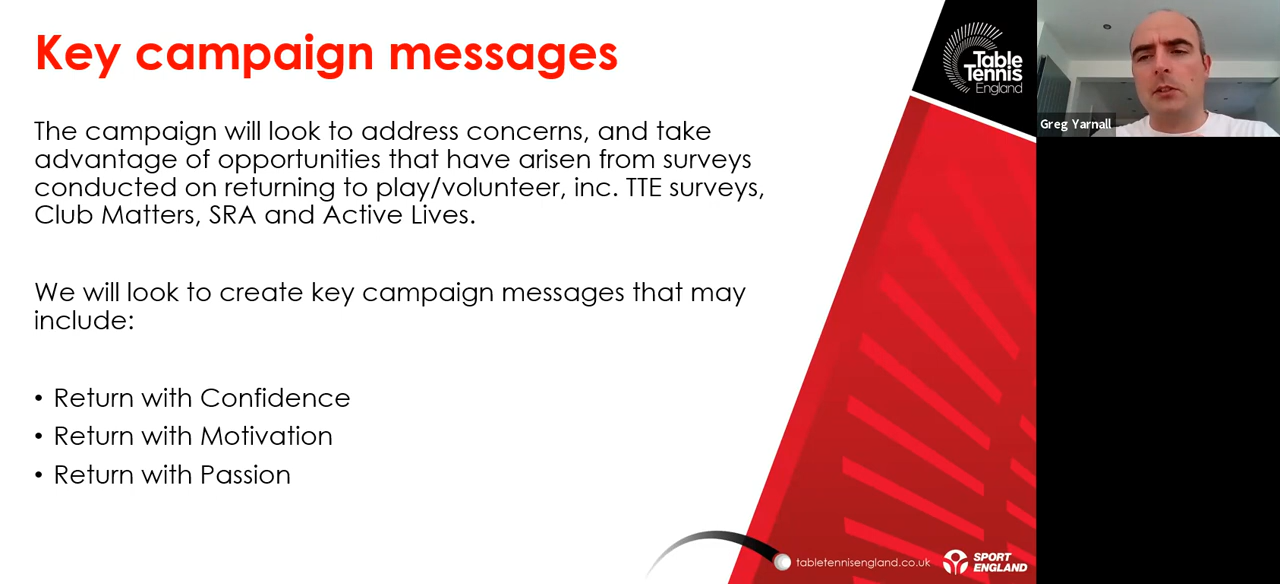 Key campaign messages
The campaign will look to address concerns, and take
advantage of opportunities that have arisen from surveys
conducted on returning to play/volunteer, inc. TTE surveys,
Club Matters, SRA and Active Lives.
We will look to create key campaign messages that may
include:
• Return with Confidence
• Return with Motivation
• Return with Passion
Table
Tennis
England
Greg Yarnall
tabletennisengland.co.uk
SPORT
ENGLAND